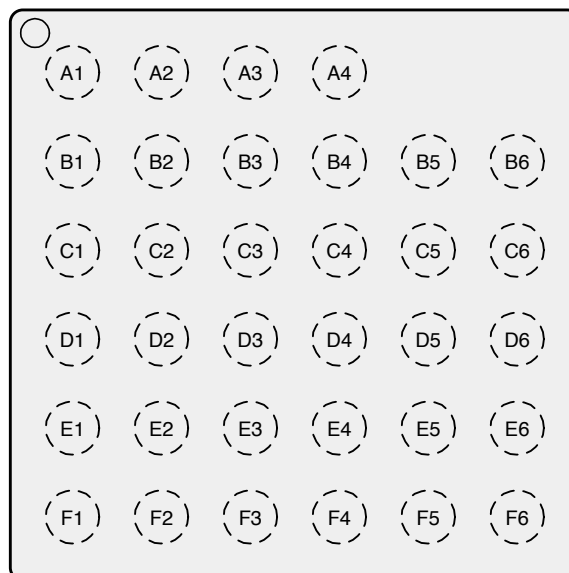 A1 A2 A3 A4
B1 B2 B3 B4 B5 B6
C1 C2 C3 C4 C5 C6
D1 D2 D3 D4 D5 D6
E1 E2 E3 E4 E5 E6
F1 F2 F3 F4 F5 F6